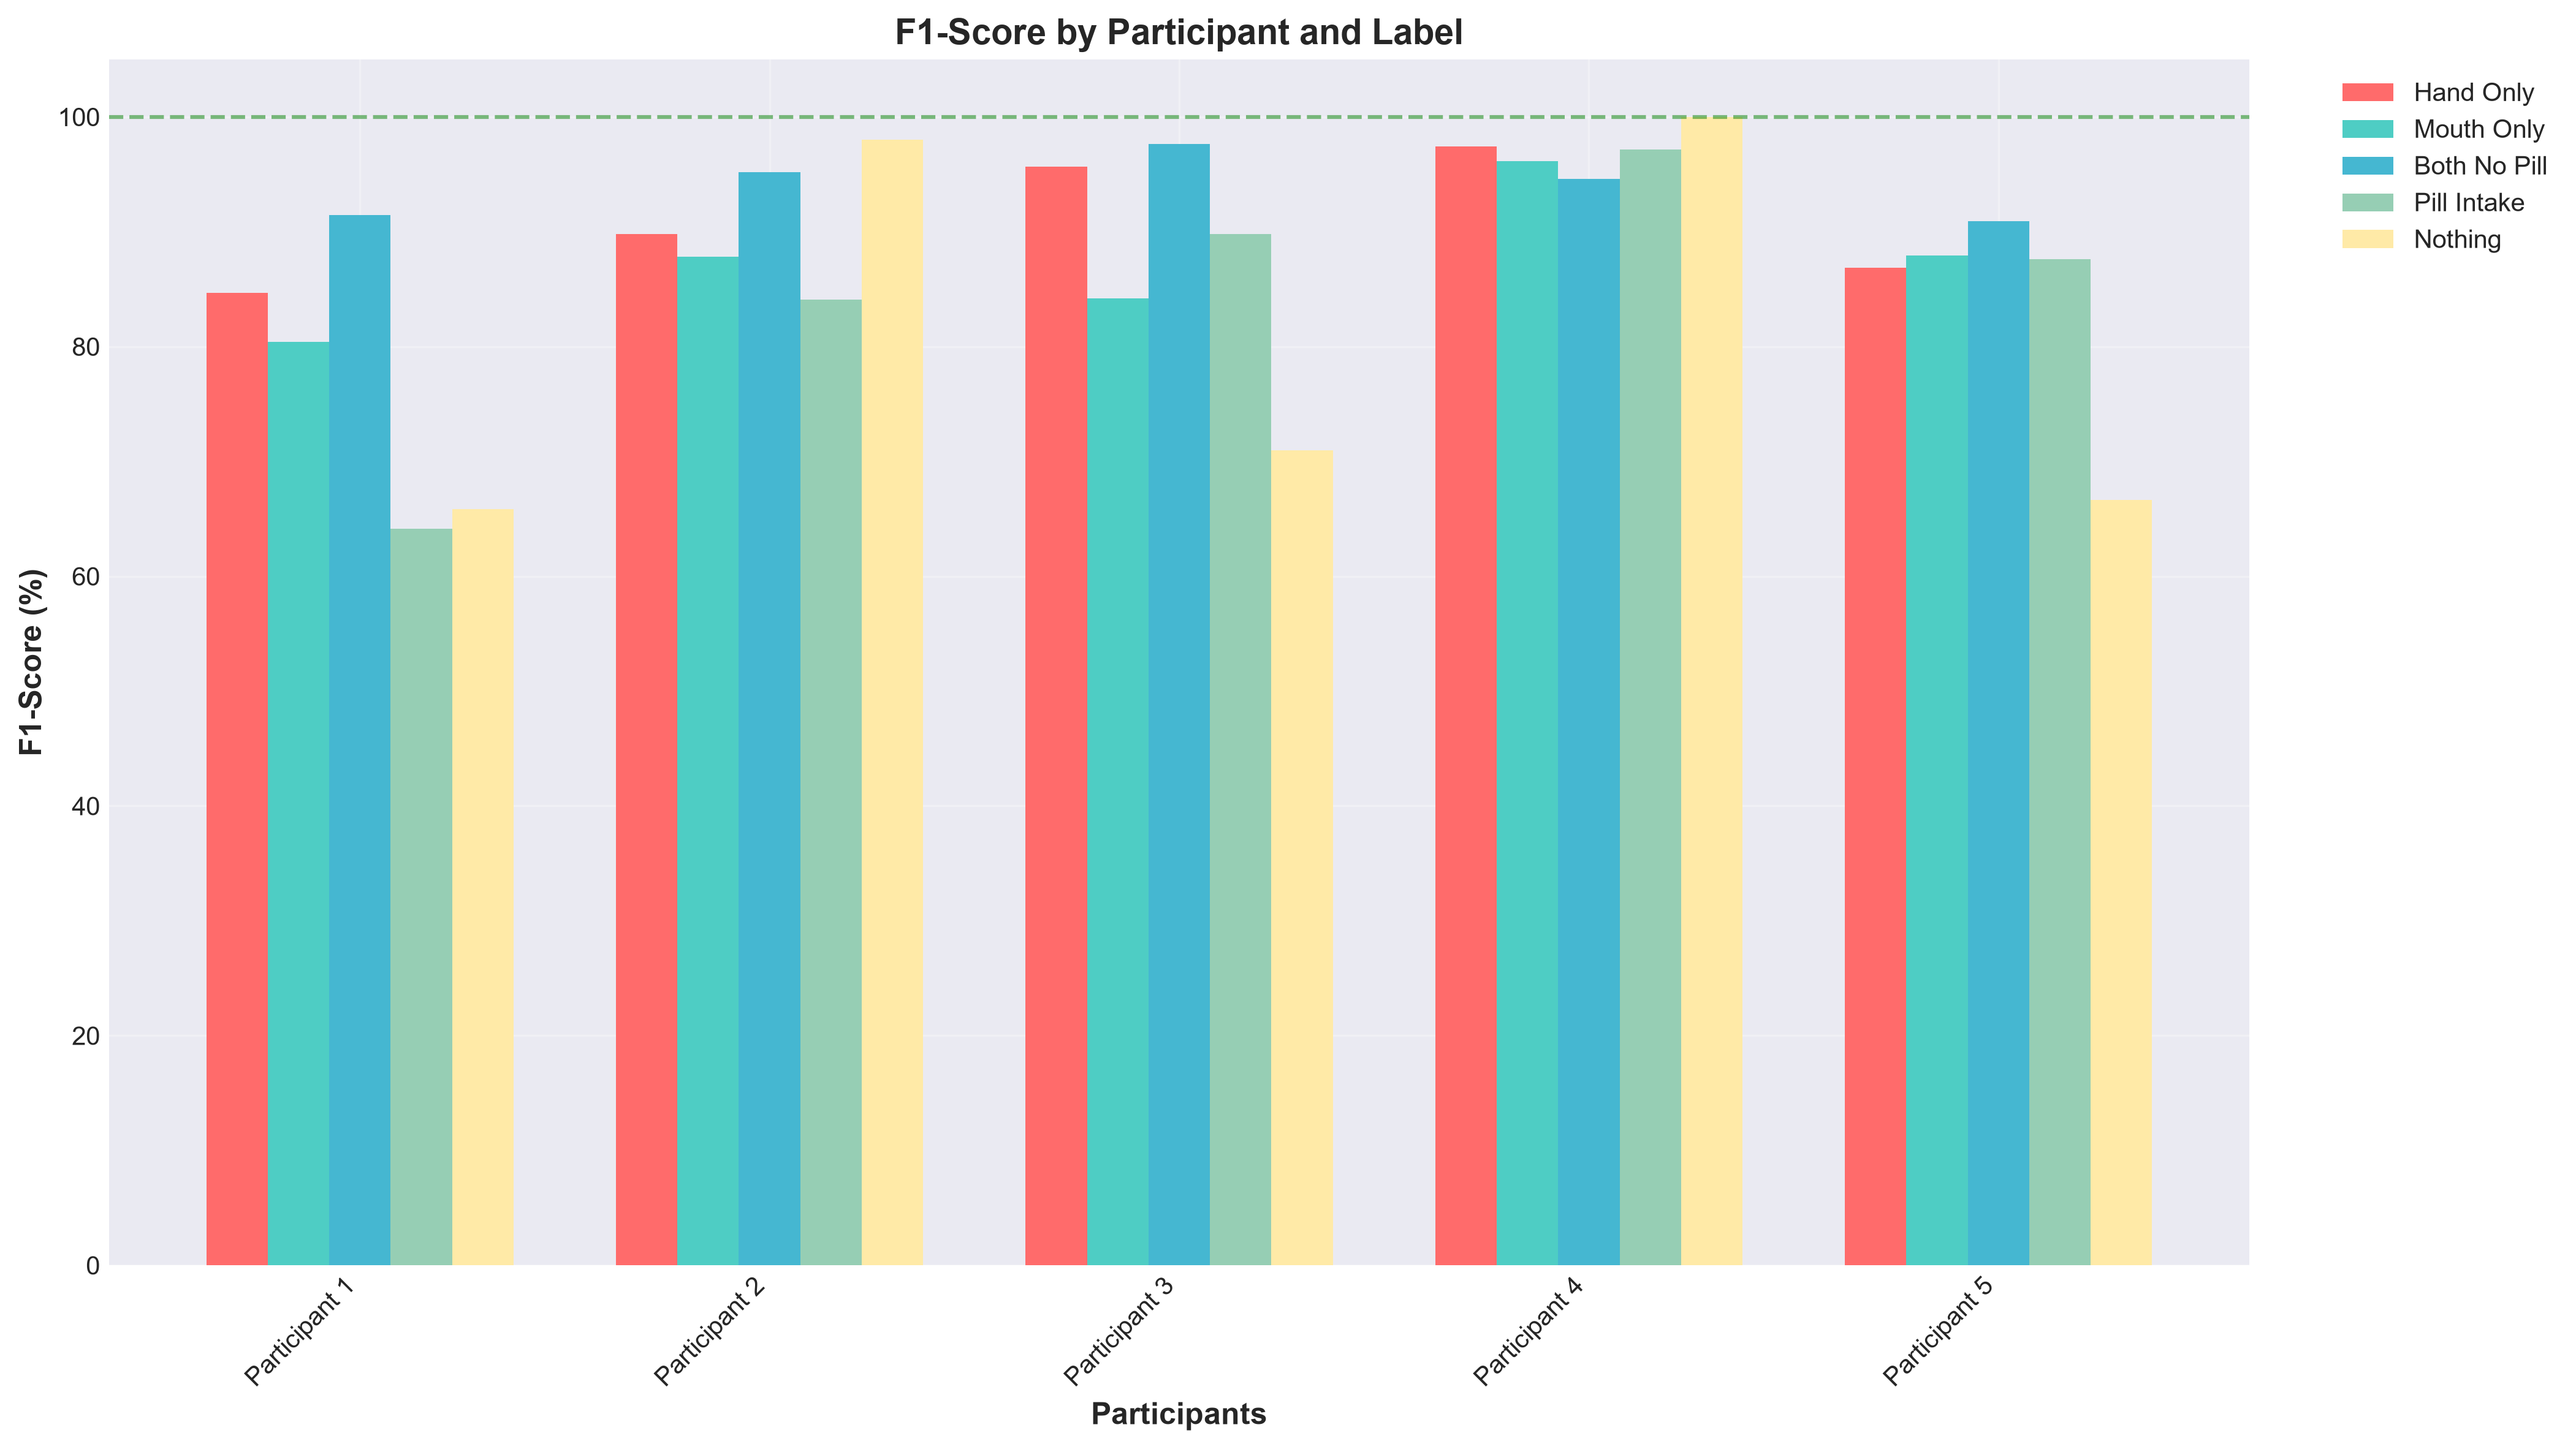 F1-Score by Participant and Label
100
80
60
40
20
0
F1-Score (%)
Participant 1
Participant 2
Participant 3
Participant 4
Participant 5
Participants
Hand Only
Mouth Only
Both No Pill
Pill Intake
Nothing